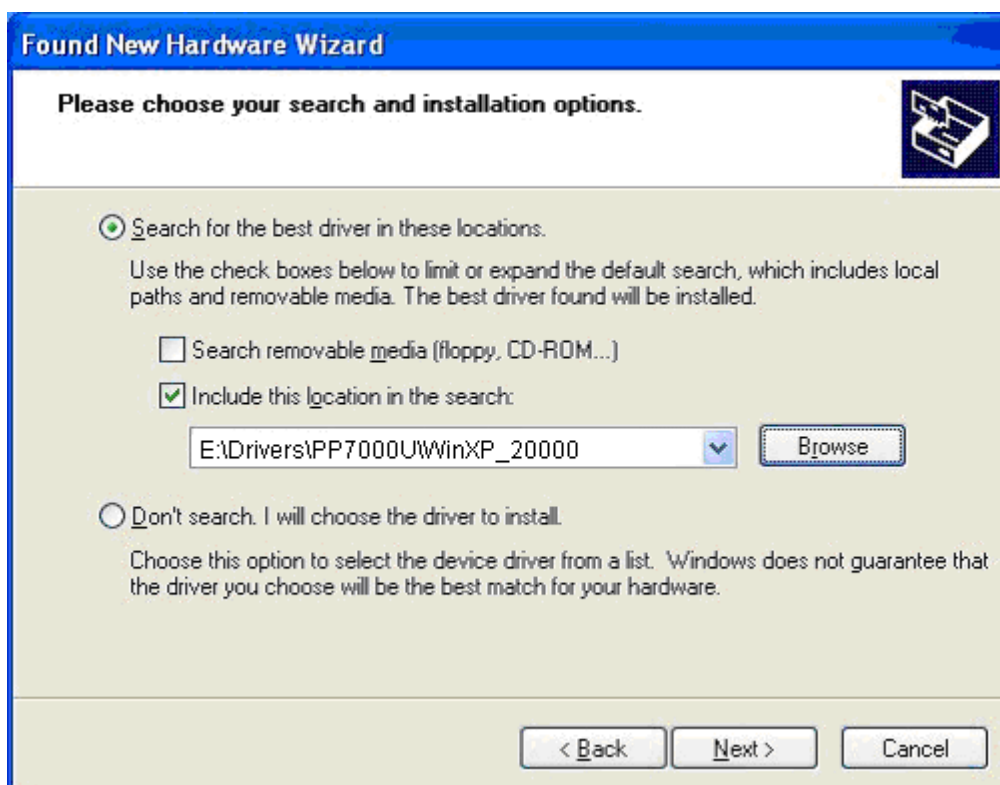 Found New Hardware Wizard
Please choose your search and installation options.
Search for the best driver in these locations.
Use the check boxes below to limit or expand the default search, which includes local
paths and removable media. The best driver found will be installed.
Search removable media (floppy, CD-ROM...)
Include this location in the search:
E:\Drivers\PP7000U\WinXP_20000
Browse
Don't search. I will choose the driver to install.
Choose this option to select the device driver from a list. Windows does not guarantee that
the driver you choose will be the best match for your hardware.
< Back
Next >
Cancel